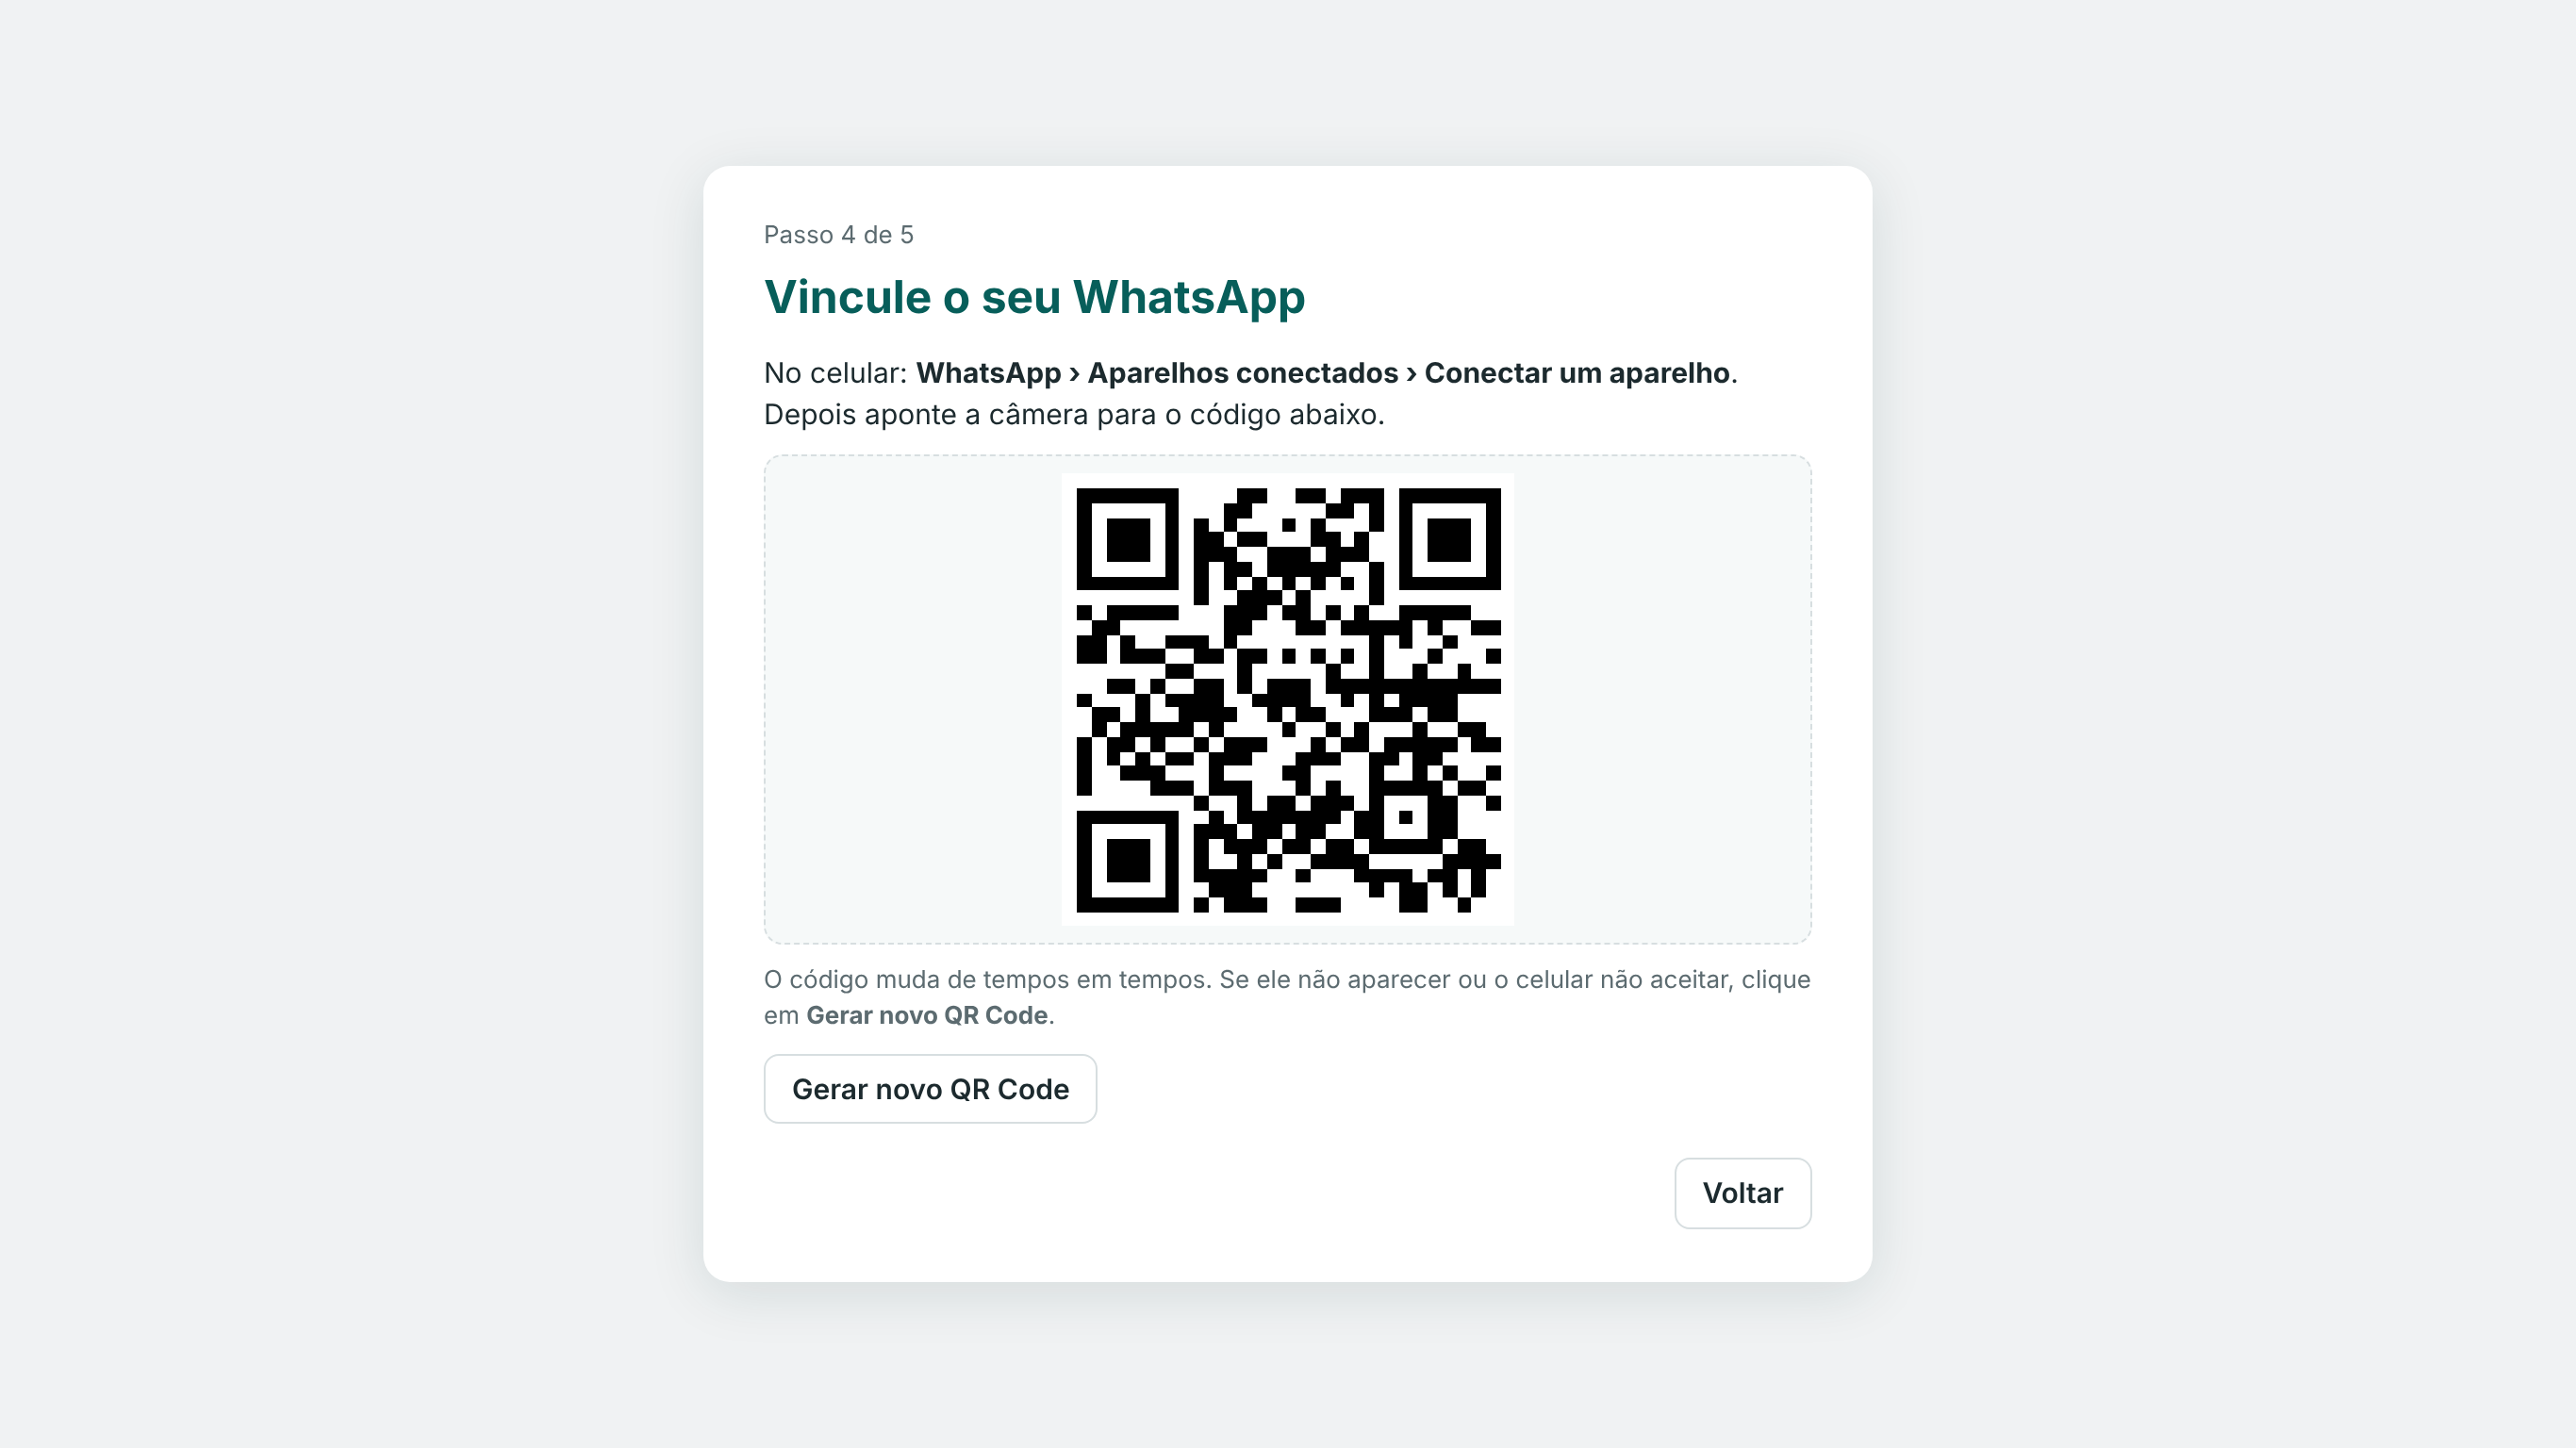 Passo 4 de 5
Vincule o seu WhatsApp
No celular: WhatsApp › Aparelhos conectados › Conectar um aparelho.
Depois aponte a câmera para o código abaixo.
O código muda de tempos em tempos. Se ele não aparecer ou o celular não aceitar, clique
em Gerar novo QR Code.
Gerar novo QR Code
Voltar